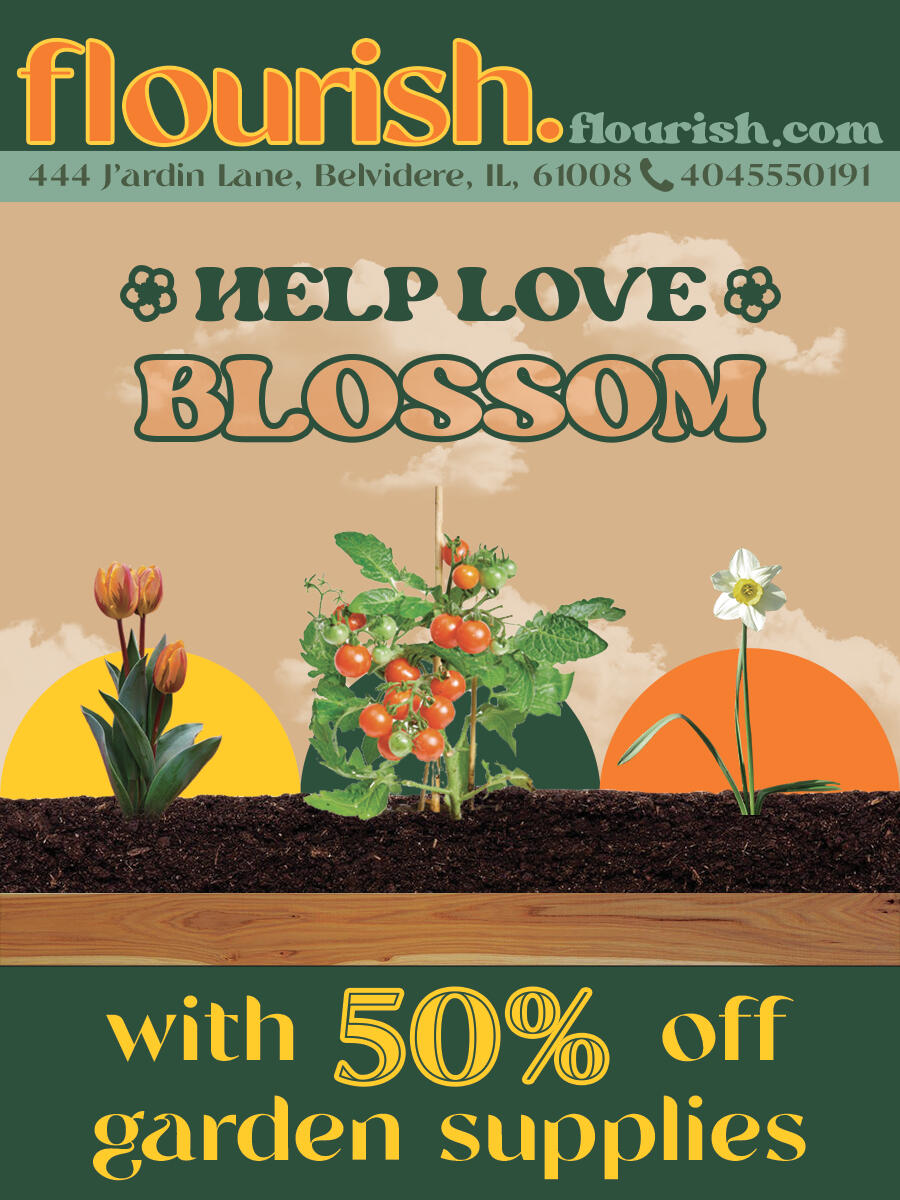 flourish.
flourish.com
444 J'ardin Lane, Belvidere, IL, 61008 4045550191
HELP LOVE
BLOSSOM
with 50% off
garden supplies